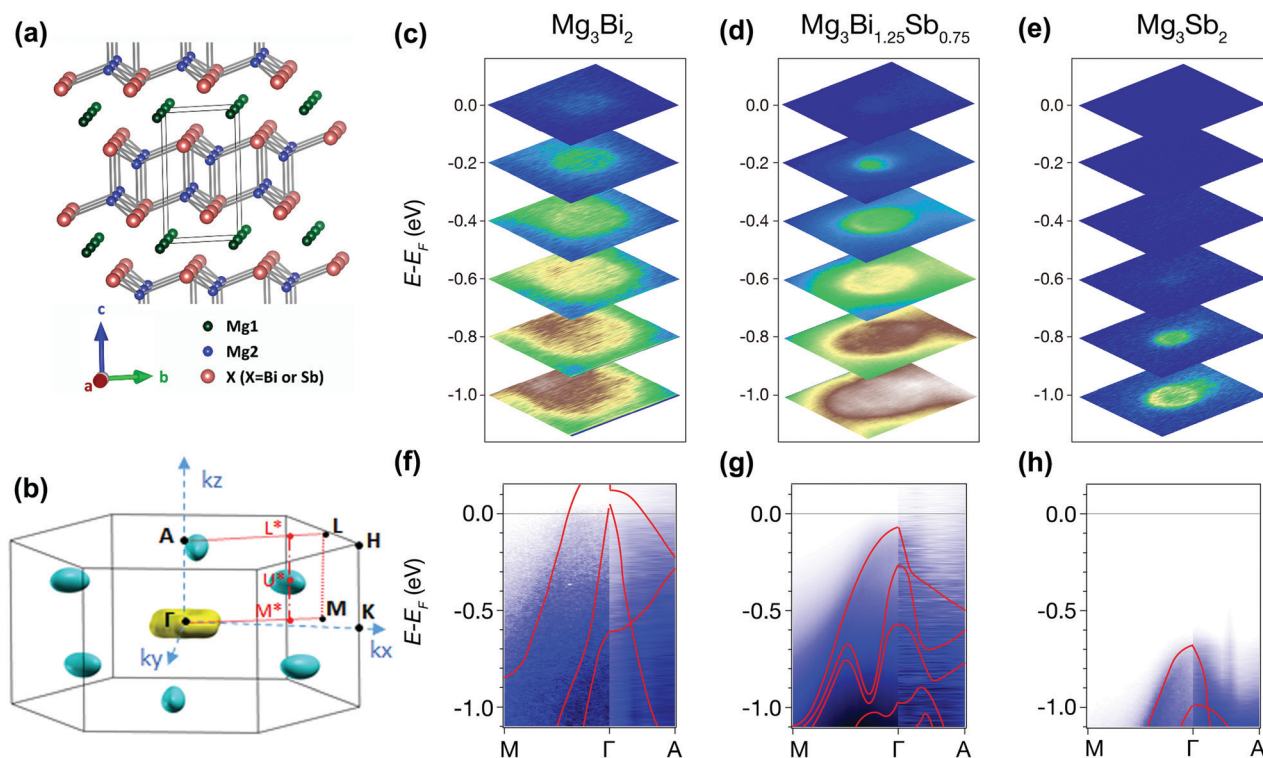 (a)
c
a
b
Mg1
Mg2
X (X=Bi or Sb)
(b)
kz
A
L*
L
H
U*
Γ
M*
M
K
ky
kx
(c)
Mg3Bi2
E-EF (eV)
0.0
-0.2
-0.4
-0.6
-0.8
-1.0
(d)
Mg3Bi1.25Sb0.75
0.0
-0.2
-0.4
-0.6
-0.8
-1.0
(e)
Mg3Sb2
0.0
-0.2
-0.4
-0.6
-0.8
-1.0
(f)
E-EF (eV)
0.0
-0.5
-1.0
M Γ A
(g)
0.0
-0.5
-1.0
M Γ A
(h)
0.0
-0.5
-1.0
M Γ A